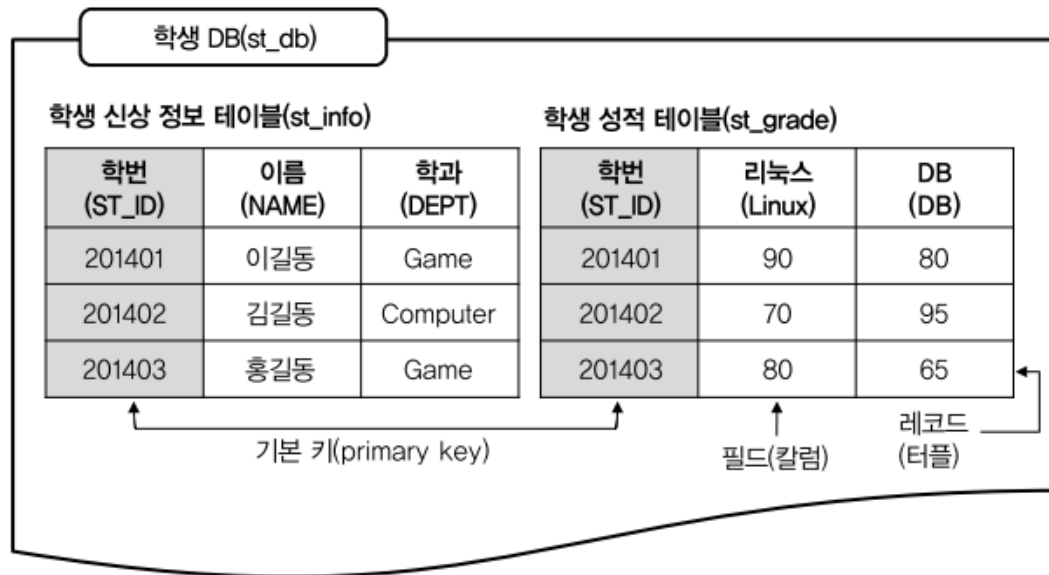 학생 DB(st_db)
학생 신상 정보 테이블(st_info)
학번 이름 학과
(ST_ID) (NAME) (DEPT)
201401 이길동 Game
201402 김길동 Computer
201403 홍길동 Game
학생 성적 테이블(st_grade)
학번 리눅스 DB
(ST_ID) (Linux) (DB)
201401 90 80
201402 70 95
201403 80 65
기본 키(primary key)
필드(칼럼)
레코드
(터플)